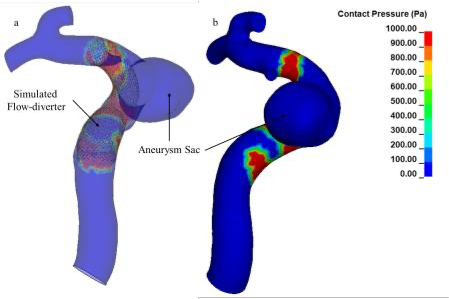 a
b
Contact Pressure (Pa)
1000.00
900.00
800.00
700.00
600.00
500.00
400.00
300.00
200.00
100.00
0.00
Simulated
Flow-diverter
Aneurysm Sac